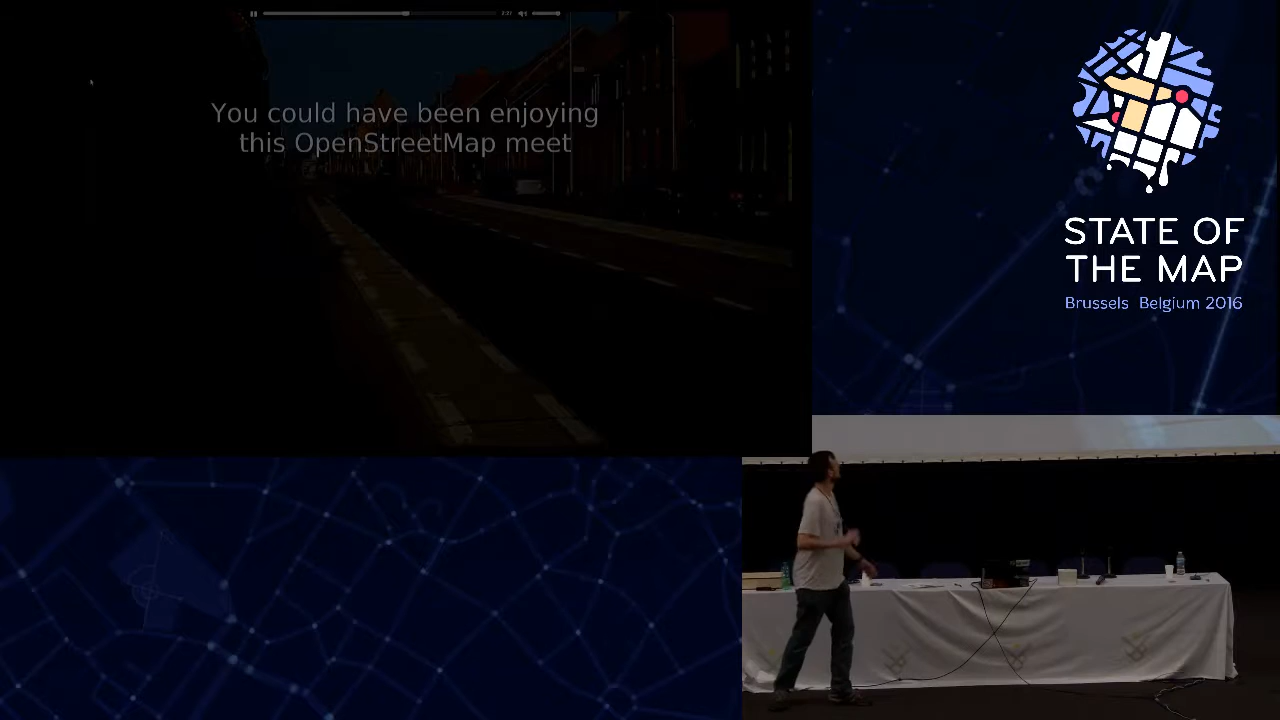 You could have been enjoying
this OpenStreetMap meet
STATE OF
THE MAP
Brussels Belgium 2016